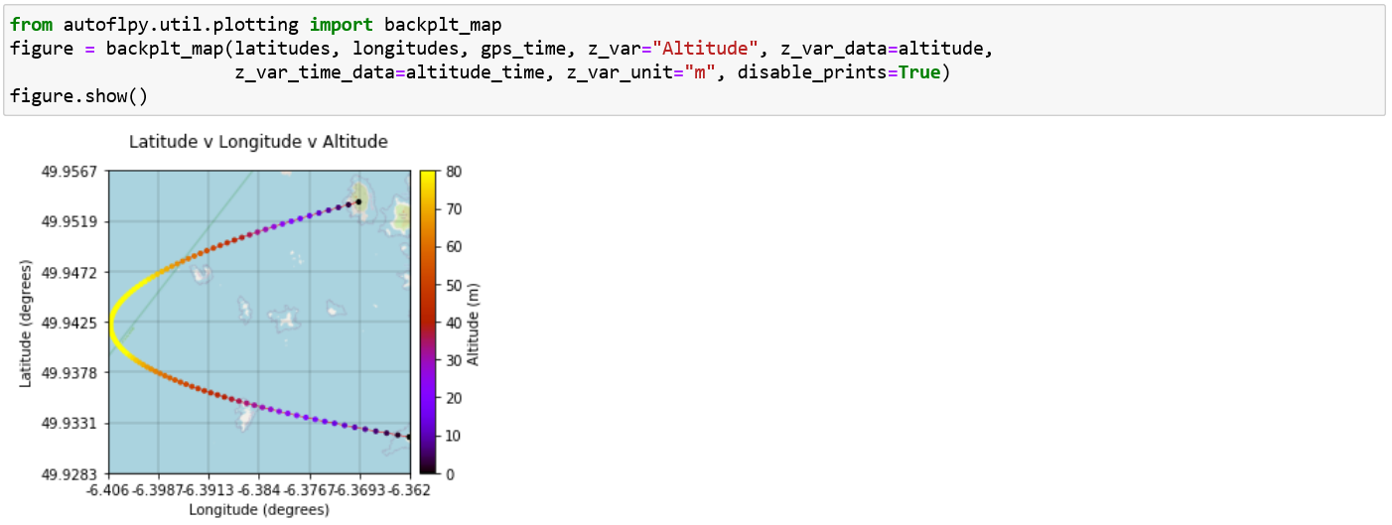 from autoflpy.util.plotting import backplt_map
figure = backplt_map(latitudes, longitudes, gps_time, z_var="Altitude", z_var_data=altitude,
z_var_time_data=altitude_time, z_var_unit="m", disable_prints=True)
figure.show()
Latitude v Longitude v Altitude
49.9567
49.9519
49.9472
49.9425
49.9378
49.9331
49.9283
Latitude (degrees)
-6.406 -6.3987 -6.3913 -6.384 -6.3767 -6.3693 -6.362
Longitude (degrees)
80
70
60
50
40
30
20
10
0
Altitude (m)